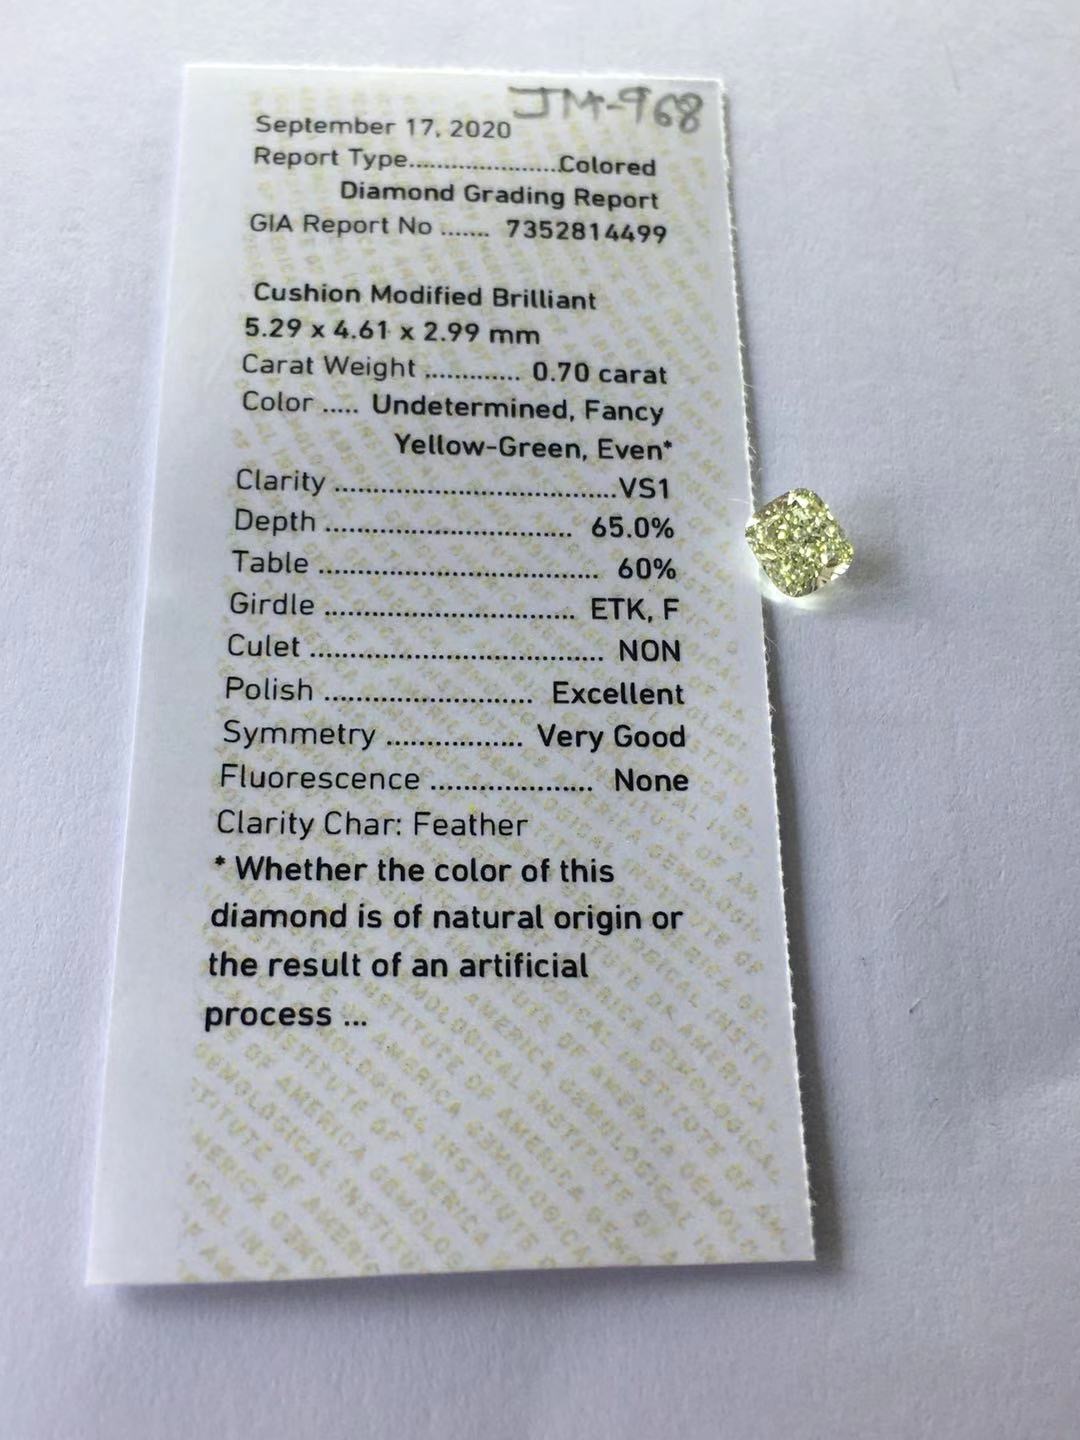 JM-968
September 17, 2020
Report Type......................Colored
Diamond Grading Report
GIA Report No ....... 7352814499
Cushion Modified Brilliant
5.29 x 4.61 x 2.99 mm
Carat Weight ............. 0.70 carat
Color ..... Undetermined, Fancy
Yellow-Green, Even*
Clarity ......................................VS1
Depth ................................. 65.0%
Table ..................................... 60%
Girdle ................................. ETK, F
Culet ....................................... NON
Polish ........................... Excellent
Symmetry ................. Very Good
Fluorescence .................... None
Clarity Char: Feather
* Whether the color of this
diamond is of natural origin or
the result of an artificial
process ...